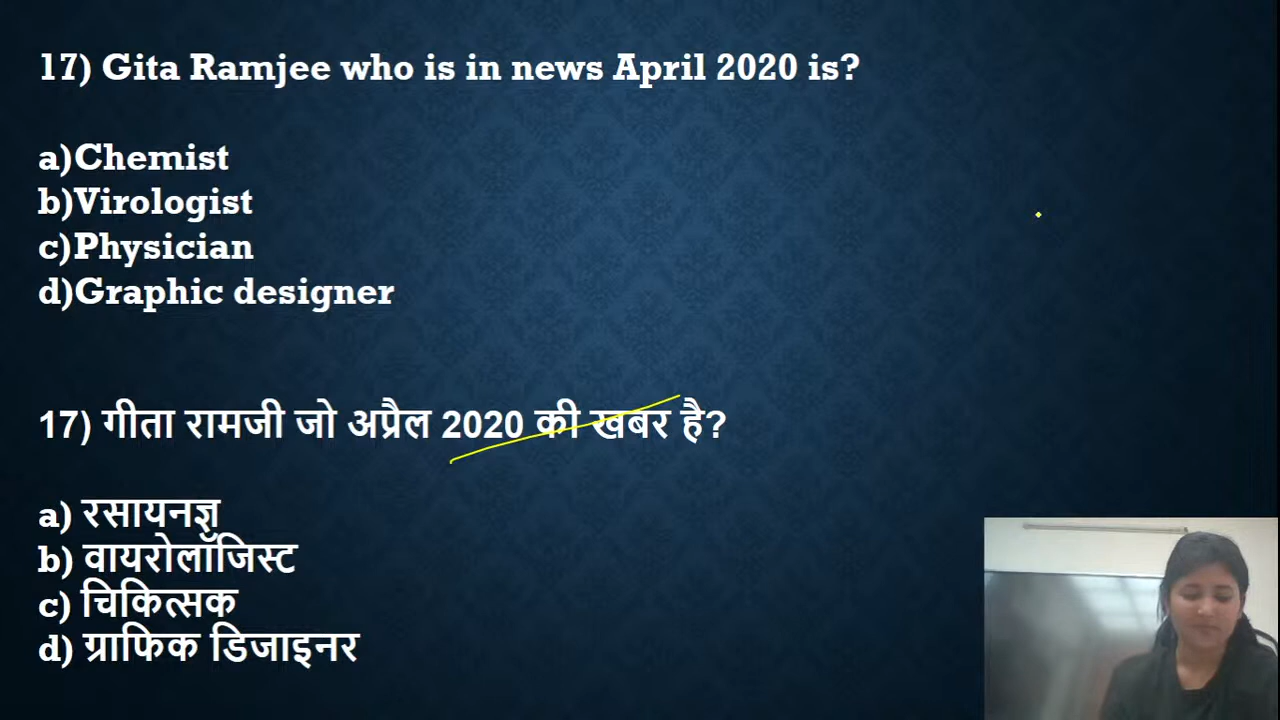 17) Gita Ramjee who is in news April 2020 is?
a)Chemist
b)Virologist
c)Physician
d)Graphic designer
17) गीता रामजी जो अप्रैल 2020 की खबर है?
a) रसायनज्ञ
b) वायरोलॉजिस्ट
c) चिकित्सक
d) ग्राफिक डिजाइनर